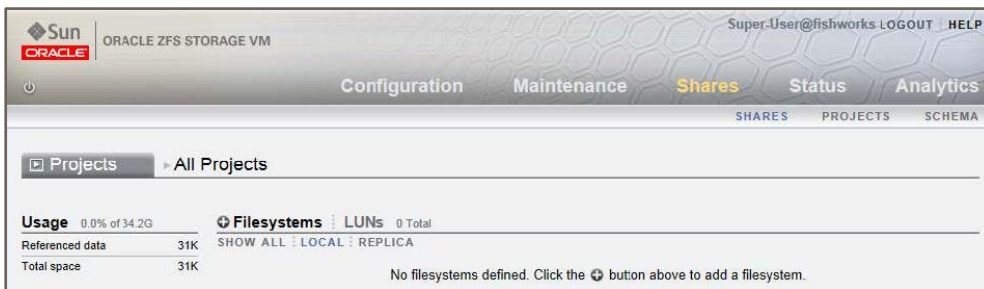 Super-User@fishworks LOGOUT HELP
Sun
ORACLE
ORACLE ZFS STORAGE VM
Configuration Maintenance Shares Status Analytics
SHARES PROJECTS SCHEMA
Projects All Projects
Usage 0.0% of 34.2G
Referenced data 31K
Total space 31K
Filesystems LUNs 0 Total
SHOW ALL LOCAL REPLICA
No filesystems defined. Click the button above to add a filesystem.